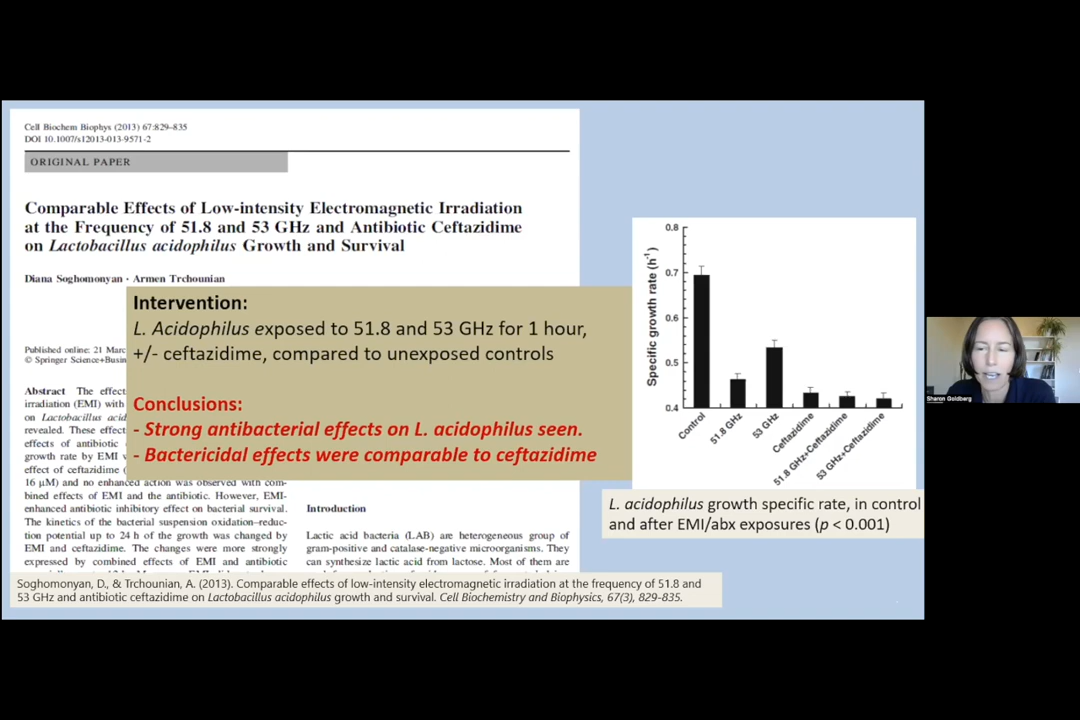 Cell Biochem Biophys (2013) 67:829–835
DOI 10.1007/s12013-013-9571-2
ORIGINAL PAPER
Comparable Effects of Low-intensity Electromagnetic Irradiation
at the Frequency of 51.8 and 53 GHz and Antibiotic Ceftazidime
on Lactobacillus acidophilus Growth and Survival
Diana Soghomonyan · Armen Trchounian
Published online: 21 Marc
© Springer Science+Busin
Abstract The effect
irradiation (EMI) with
on Lactobacillus acid
revealed. These effect
effects of antibiotic
growth rate by EMI
effect of ceftazidime (
16 μM) and no enhanced action was observed with com-
bined effects of EMI and the antibiotic. However, EMI-
enhanced antibiotic inhibitory effect on bacterial survival.
The kinetics of the bacterial suspension oxidation–reduc-
tion potential up to 24 h of the growth was changed by
EMI and ceftazidime. The changes were more strongly
expressed by combined effects of EMI and antibiotic
Introduction
Lactic acid bacteria (LAB) are heterogeneous group of
gram-positive and catalase-negative microorganisms. They
can synthesize lactic acid from lactose. Most of them are
Intervention:
L. Acidophilus exposed to 51.8 and 53 GHz for 1 hour,
+/- ceftazidime, compared to unexposed controls
Conclusions:
- Strong antibacterial effects on L. acidophilus seen.
- Bactericidal effects were comparable to ceftazidime
Specific growth rate (h⁻¹)
0.8
0.7
0.6
0.5
0.4
Control
51.8 GHz
53 GHz
Ceftazidime
51.8 GHz+Ceftazidime
53 GHz+Ceftazidime
L. acidophilus growth specific rate, in control
and after EMI/abx exposures (p < 0.001)
Soghomonyan, D., & Trchounian, A. (2013). Comparable effects of low-intensity electromagnetic irradiation at the frequency of 51.8 and
53 GHz and antibiotic ceftazidime on Lactobacillus acidophilus growth and survival. Cell Biochemistry and Biophysics, 67(3), 829-835.
Sharon Goldberg